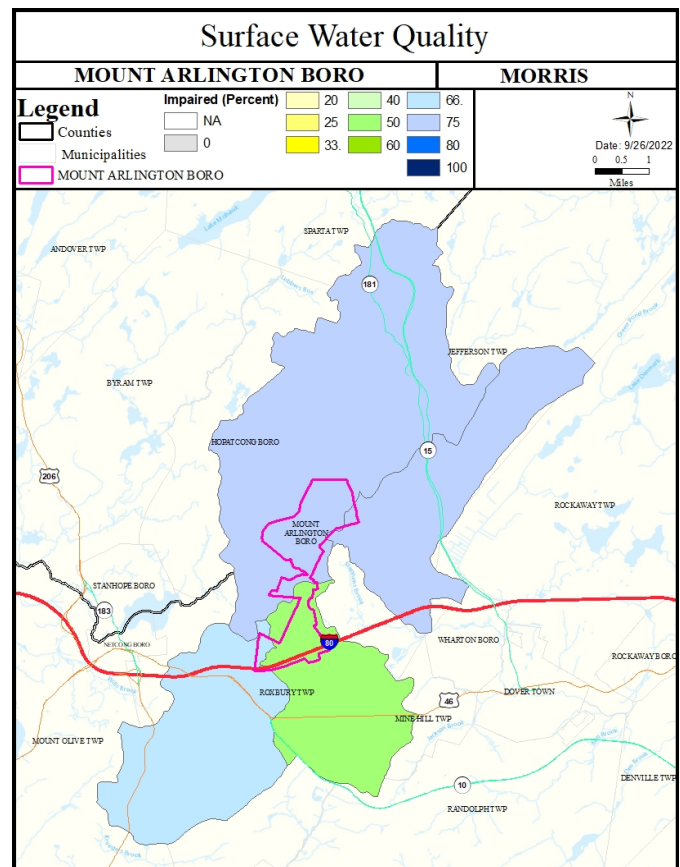 Surface Water Quality
MOUNT ARLINGTON BORO
MORRIS
Legend
Counties
Municipalities
MOUNT ARLINGTON BORO
Impaired (Percent)
NA
0
20
25
33.
40
50
60
66.
75
80
100
N
Date: 9/26/2022
0 0.5 1
Miles
SPARTA TWP
ANDOVER TWP
181
JEFFERSON TWP
BYRAM TWP
HOPATCONG BORO
15
206
ROCKAWAY TWP
MOUNT
ARLINGTON
BORO
STANHOPE BORO
183
NETCONG BORO
80
WHARTON BORO
ROCKAWAY BORO
ROXBURY TWP
46
DOVER TOWN
MINE HILL TWP
MOUNT OLIVE TWP
Jackson Brook
10
DENVILLE TWP
RANDOLPH TWP